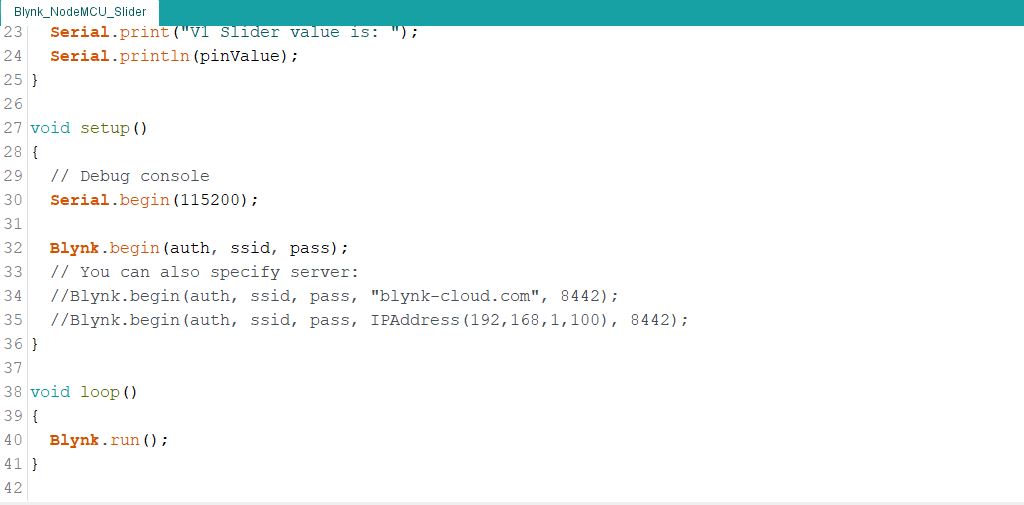 Blynk_NodeMCU_Slider
23 Serial.print("V1 Slider value is: ");
24 Serial.println(pinValue);
25 }
26
27 void setup()
28 {
29 // Debug console
30 Serial.begin(115200);
31
32 Blynk.begin(auth, ssid, pass);
33 // You can also specify server:
34 //Blynk.begin(auth, ssid, pass, "blynk-cloud.com", 8442);
35 //Blynk.begin(auth, ssid, pass, IPAddress(192,168,1,100), 8442);
36 }
37
38 void loop()
39 {
40 Blynk.run();
41 }
42